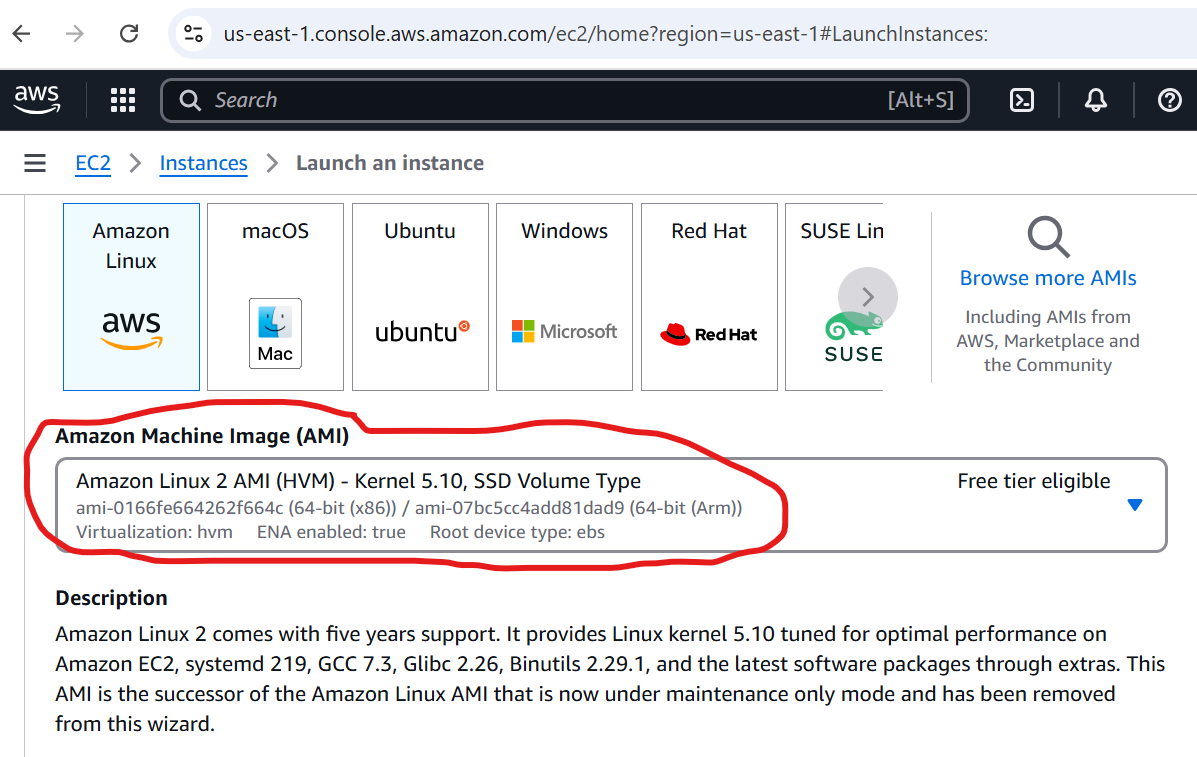 us-east-1.console.aws.amazon.com/ec2/home?region=us-east-1#LaunchInstances:
aws
Search
[Alt+S]
EC2
Instances
Launch an instance
Amazon
Linux
aws
macOS
Mac
Ubuntu
ubuntu
Windows
Microsoft
Red Hat
Red Hat
SUSE Lin
SUSE
Browse more AMIs
Including AMIs from
AWS, Marketplace and
the Community
Amazon Machine Image (AMI)
Amazon Linux 2 AMI (HVM) - Kernel 5.10, SSD Volume Type
Free tier eligible
ami-0166fe664262f664c (64-bit (x86)) / ami-07bc5cc4add81dad9 (64-bit (Arm))
Virtualization: hvm ENA enabled: true Root device type: ebs
Description
Amazon Linux 2 comes with five years support. It provides Linux kernel 5.10 tuned for optimal performance on
Amazon EC2, systemd 219, GCC 7.3, Glibc 2.26, Binutils 2.29.1, and the latest software packages through extras. This
AMI is the successor of the Amazon Linux AMI that is now under maintenance only mode and has been removed
from this wizard.